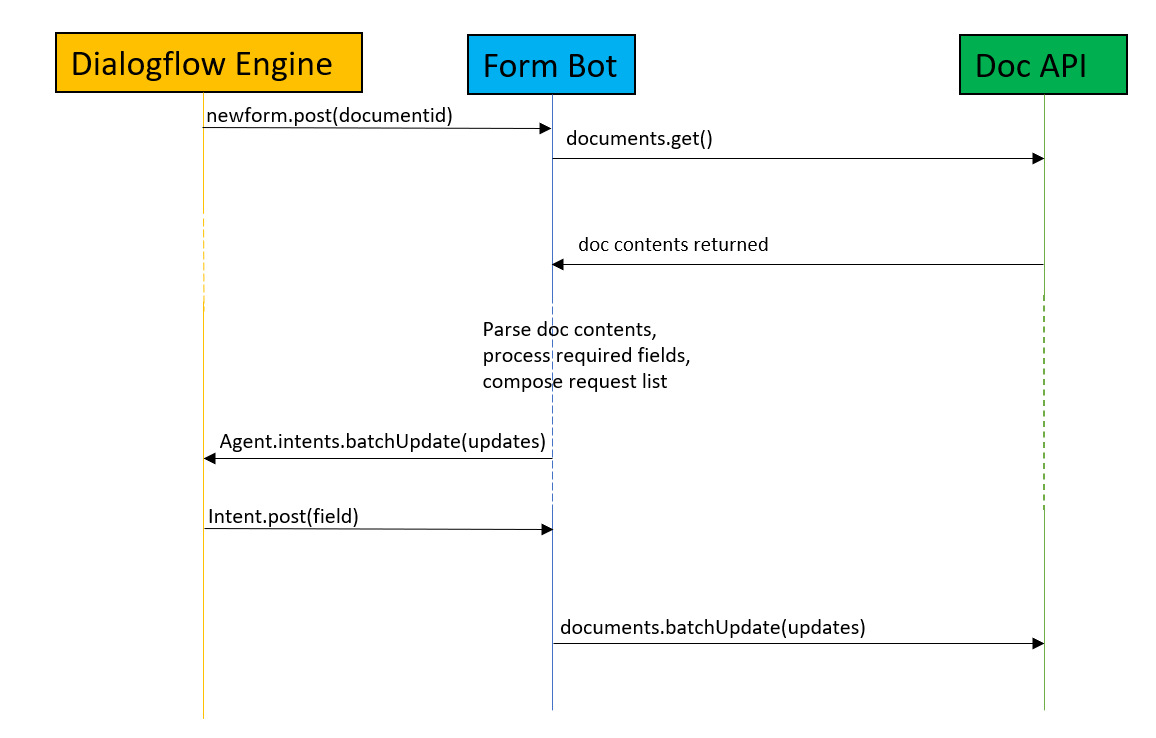 Dialogflow Engine
Form Bot
Doc API
newform.post(documentid)
documents.get()
doc contents returned
Parse doc contents,
process required fields,
compose request list
Agent.intents.batchUpdate(updates)
Intent.post(field)
documents.batchUpdate(updates)